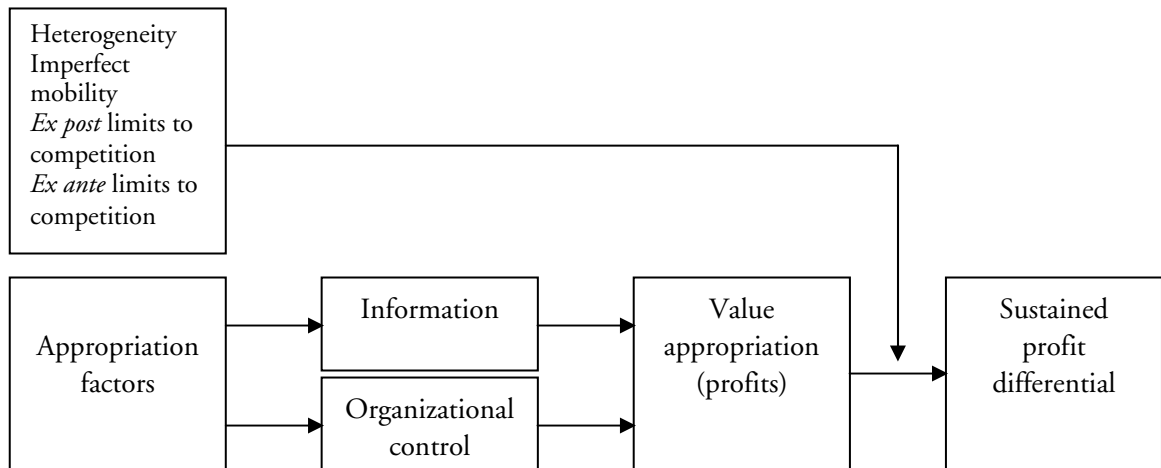 Heterogeneity
Imperfect
mobility
Ex post limits to
competition
Ex ante limits to
competition
Appropriation
factors
Information
Organizational
control
Value
appropriation
(profits)
Sustained
profit
differential